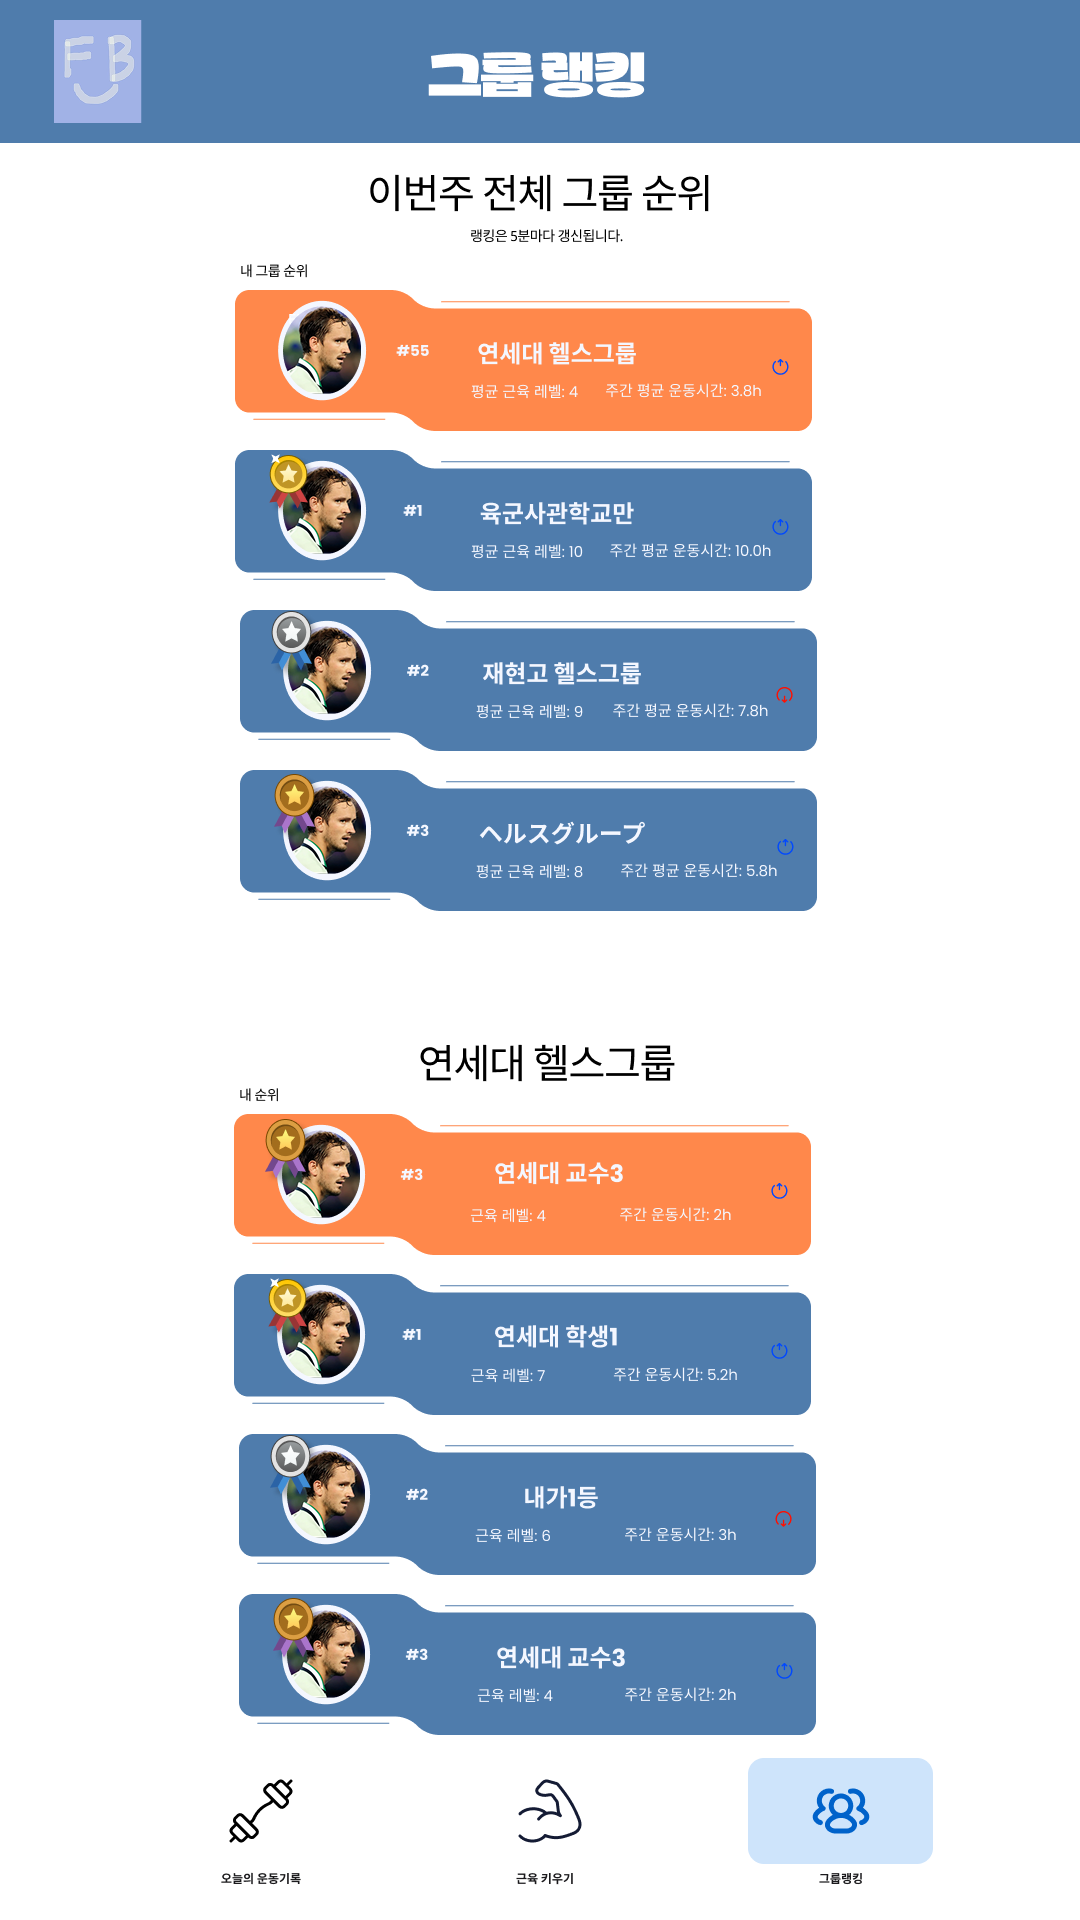 FB
그룹 랭킹
이번주 전체 그룹 순위
랭킹은 5분마다 갱신됩니다.
내 그룹 순위
#55
연세대 헬스그룹
평균 근육 레벨: 4 주간 평균 운동시간: 3.8h
#1
육군사관학교만
평균 근육 레벨: 10 주간 평균 운동시간: 10.0h
#2
재현고 헬스그룹
평균 근육 레벨: 9 주간 평균 운동시간: 7.8h
#3
ヘルスグループ
평균 근육 레벨: 8 주간 평균 운동시간: 5.8h
연세대 헬스그룹
내 순위
#3
연세대 교수3
근육 레벨: 4 주간 운동시간: 2h
#1
연세대 학생1
근육 레벨: 7 주간 운동시간: 5.2h
#2
내가1등
근육 레벨: 6 주간 운동시간: 3h
#3
연세대 교수3
근육 레벨: 4 주간 운동시간: 2h
오늘의 운동기록 근육 키우기 그룹랭킹